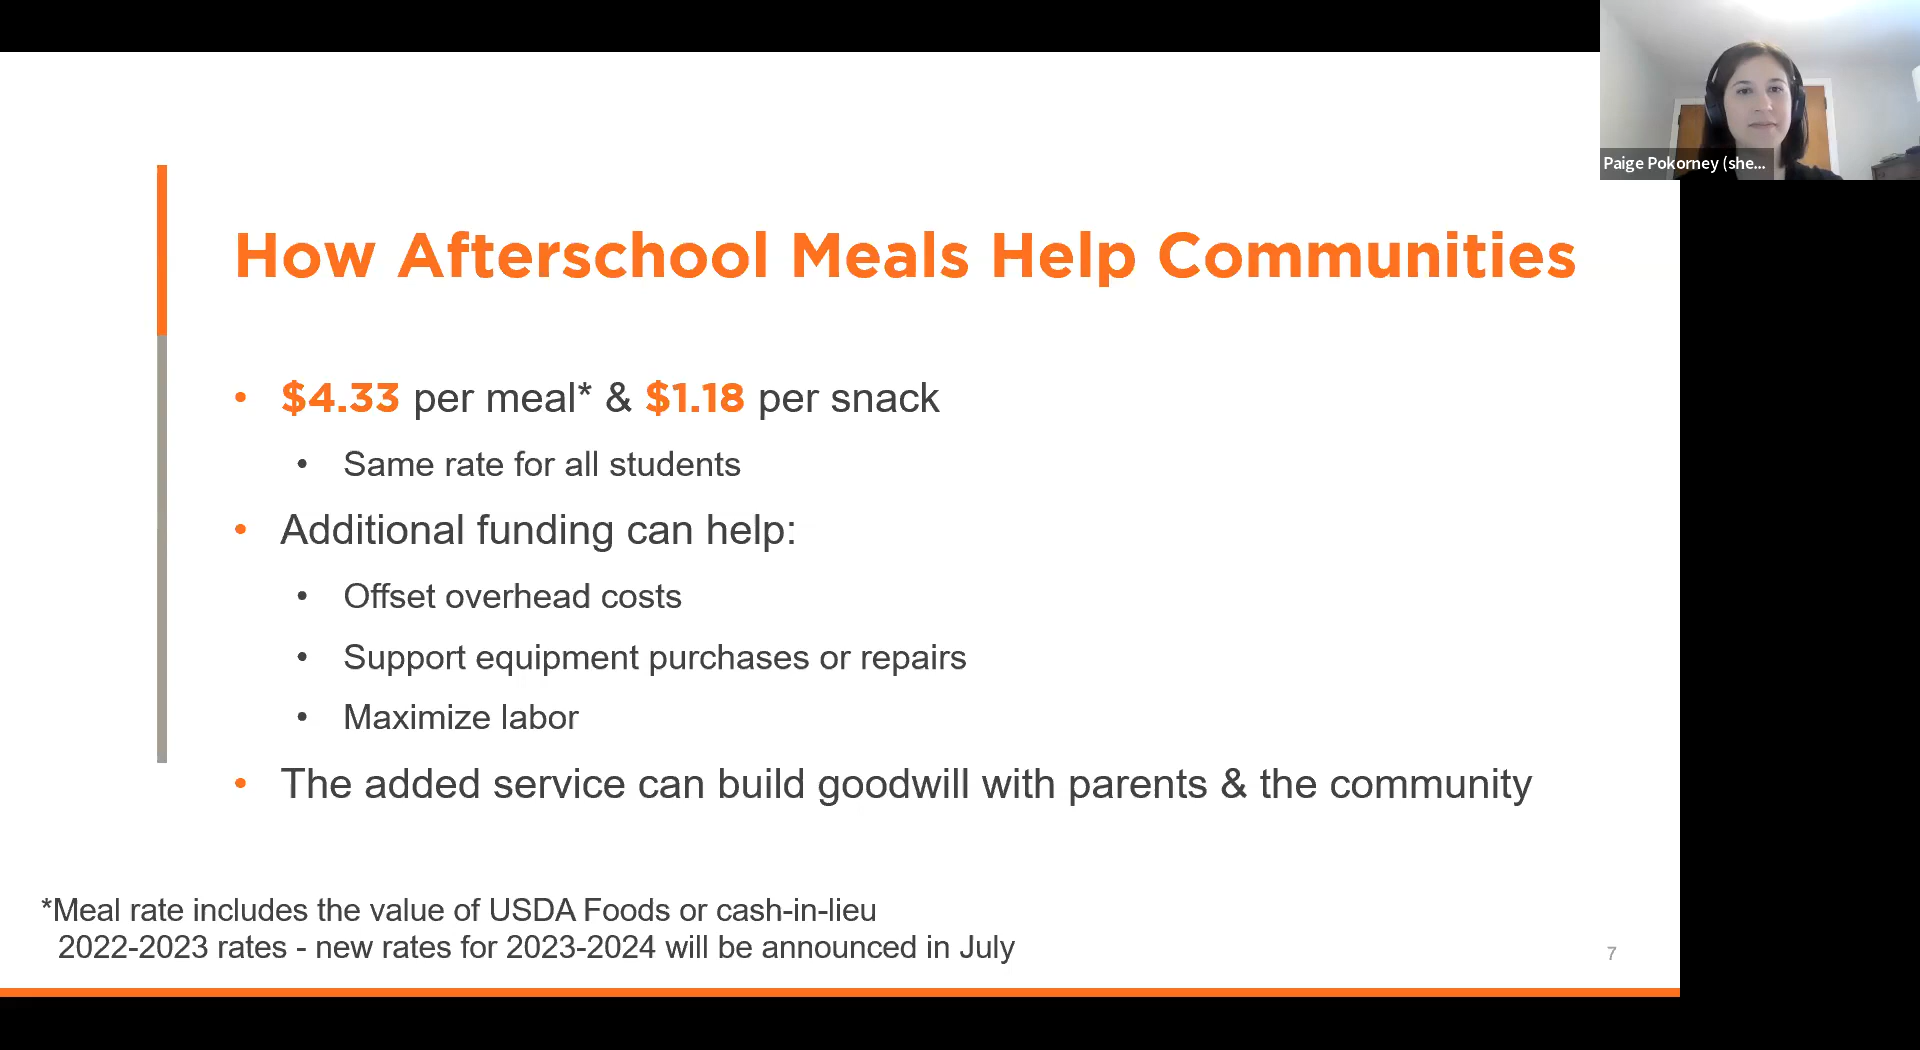 Paige Pokorney (she...
How Afterschool Meals Help Communities
• $4.33 per meal* & $1.18 per snack
• Same rate for all students
• Additional funding can help:
• Offset overhead costs
• Support equipment purchases or repairs
• Maximize labor
• The added service can build goodwill with parents & the community
*Meal rate includes the value of USDA Foods or cash-in-lieu
2022-2023 rates - new rates for 2023-2024 will be announced in July
7